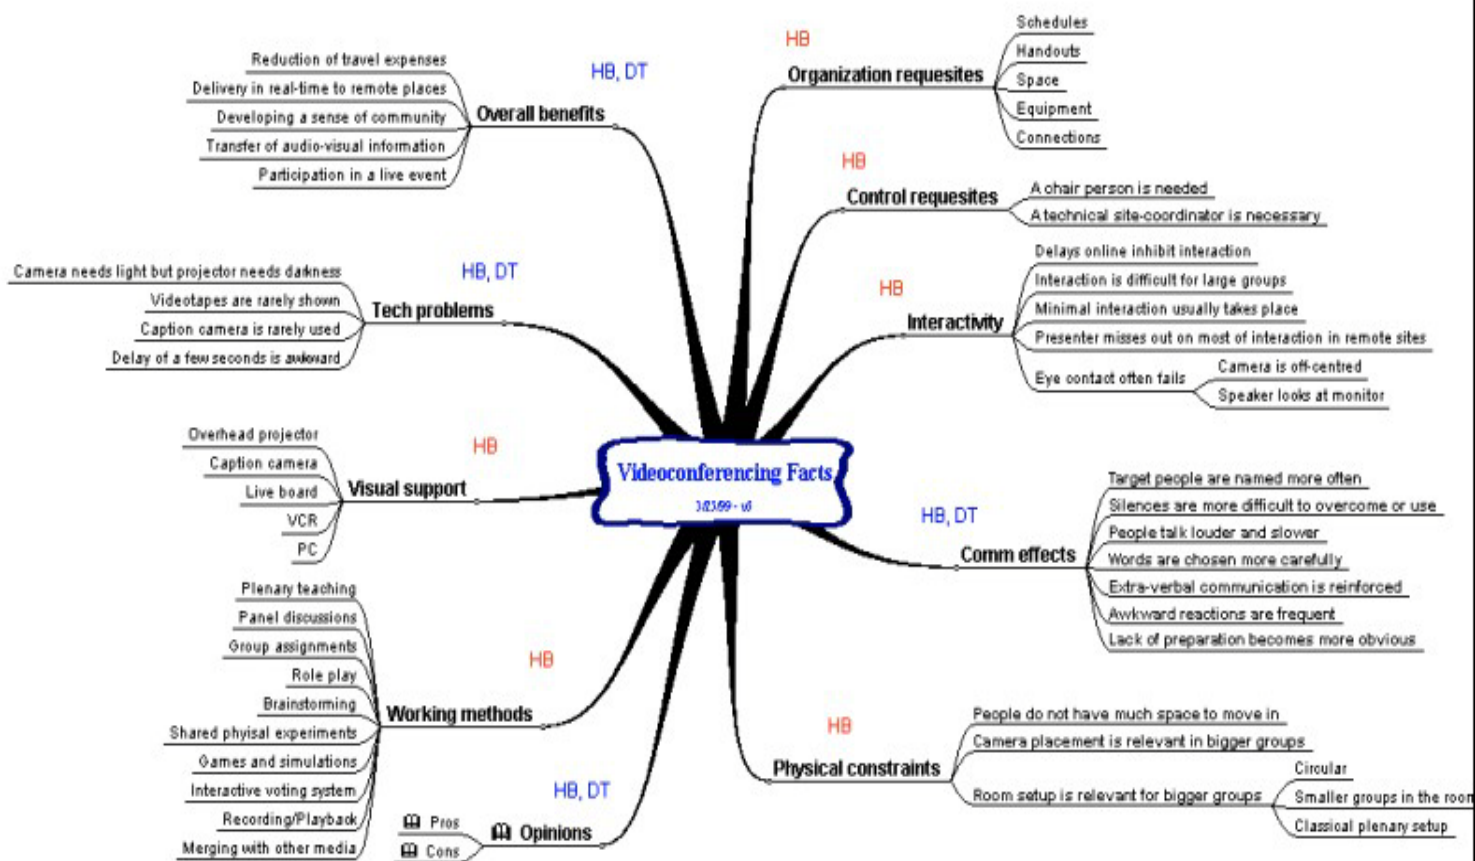 Videoconferencing Facts
3/23/99 - v6
HB
Organization requesites
Schedules
Handouts
Space
Equipment
Connections
HB
Control requesites
A chair person is needed
A technical site-coordinator is necessary
HB
Interactivity
Delays online inhibit interaction
Interaction is difficult for large groups
Minimal interaction usually takes place
Presenter misses out on most of interaction in remote sites
Eye contact often fails
Camera is off-centred
Speaker looks at monitor
HB, DT
Comm effects
Target people are named more often
Silences are more difficult to overcome or use
People talk louder and slower
Words are chosen more carefully
Extra-verbal communication is reinforced
Awkward reactions are frequent
Lack of preparation becomes more obvious
HB
Physical constraints
People do not have much space to move in
Camera placement is relevant in bigger groups
Room setup is relevant for bigger groups
Circular
Smaller groups in the room
Classical plenary setup
HB, DT
Opinions
Pros
Cons
HB
Working methods
Plenary teaching
Panel discussions
Group assignments
Role play
Brainstorming
Shared phyisal experiments
Games and simulations
Interactive voting system
Recording/Playback
Merging with other media
HB
Visual support
Overhead projector
Caption camera
Live board
VCR
PC
HB, DT
Tech problems
Camera needs light but projector needs darkness
Videotapes are rarely shown
Caption camera is rarely used
Delay of a few seconds is awkward
HB, DT
Overall benefits
Reduction of travel expenses
Delivery in real-time to remote places
Developing a sense of community
Transfer of audio-visual information
Participation in a live event